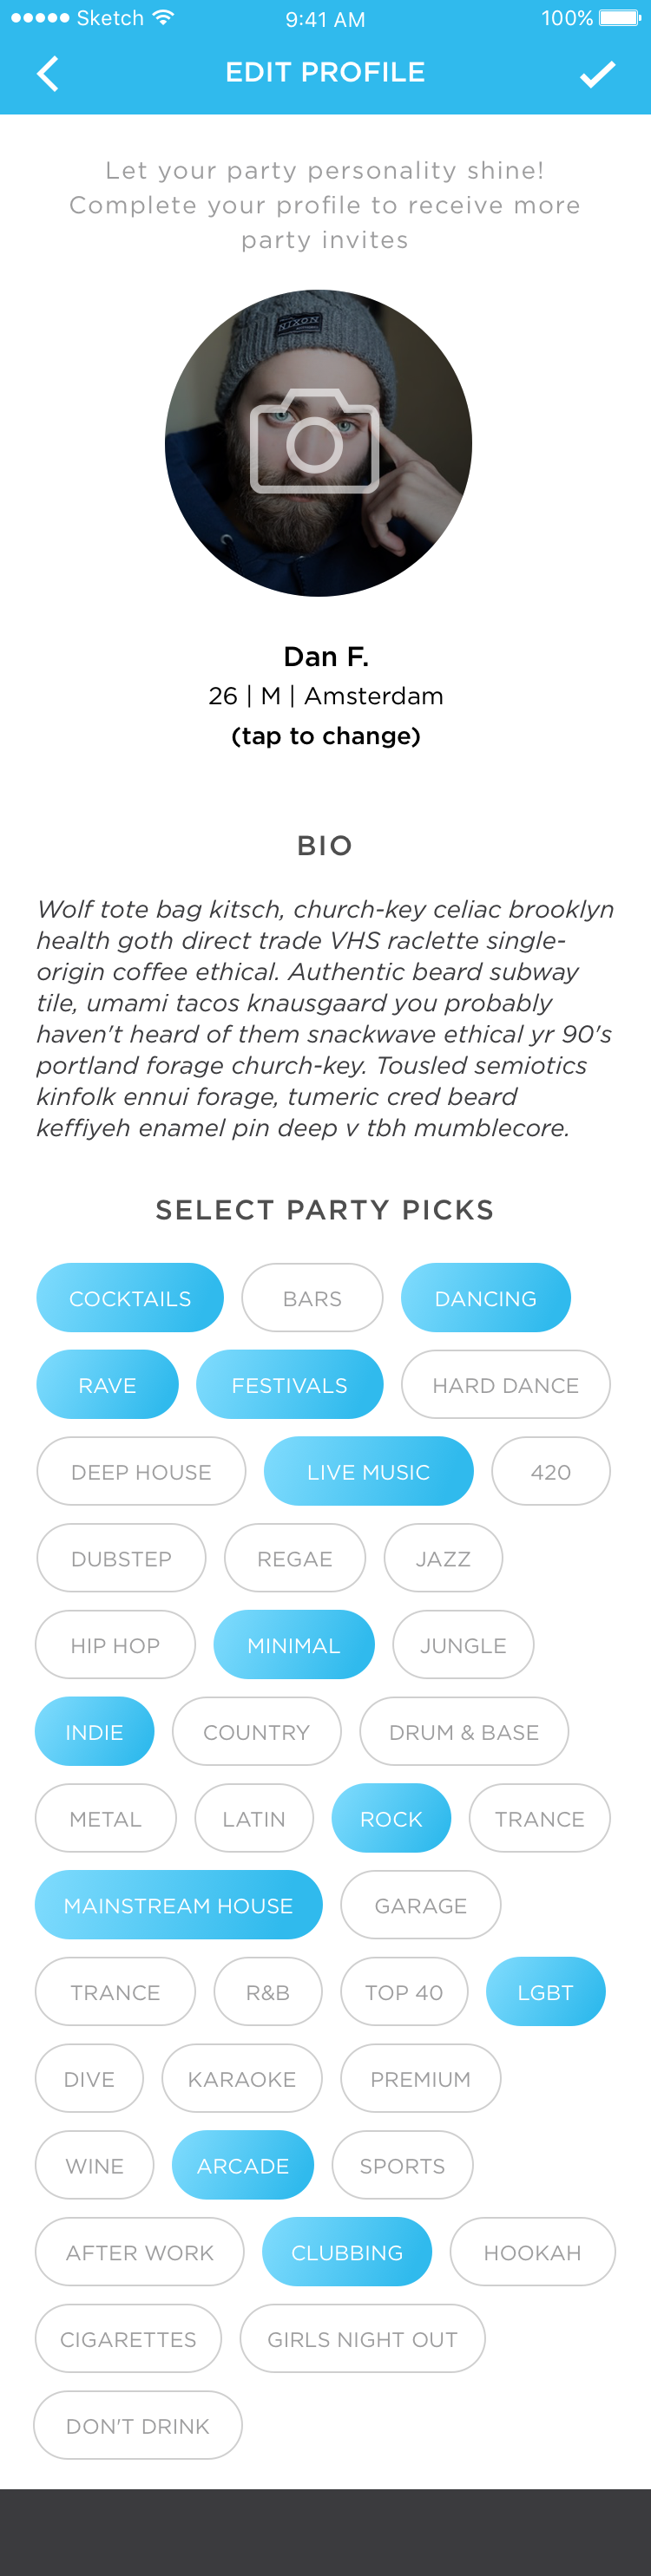 Sketch 9:41 AM 100%
EDIT PROFILE
Let your party personality shine!
Complete your profile to receive more
party invites
NIXON
Dan F.
26 | M | Amsterdam
(tap to change)
BIO
Wolf tote bag kitsch, church-key celiac brooklyn
health goth direct trade VHS raclette single-
origin coffee ethical. Authentic beard subway
tile, umami tacos knausgaard you probably
haven't heard of them snackwave ethical yr 90's
portland forage church-key. Tousled semiotics
kinfolk ennui forage, tumeric cred beard
keffiyeh enamel pin deep v tbh mumblecore.
SELECT PARTY PICKS
COCKTAILS BARS DANCING
RAVE FESTIVALS HARD DANCE
DEEP HOUSE LIVE MUSIC 420
DUBSTEP REGAE JAZZ
HIP HOP MINIMAL JUNGLE
INDIE COUNTRY DRUM & BASE
METAL LATIN ROCK TRANCE
MAINSTREAM HOUSE GARAGE
TRANCE R&B TOP 40 LGBT
DIVE KARAOKE PREMIUM
WINE ARCADE SPORTS
AFTER WORK CLUBBING HOOKAH
CIGARETTES GIRLS NIGHT OUT
DON'T DRINK